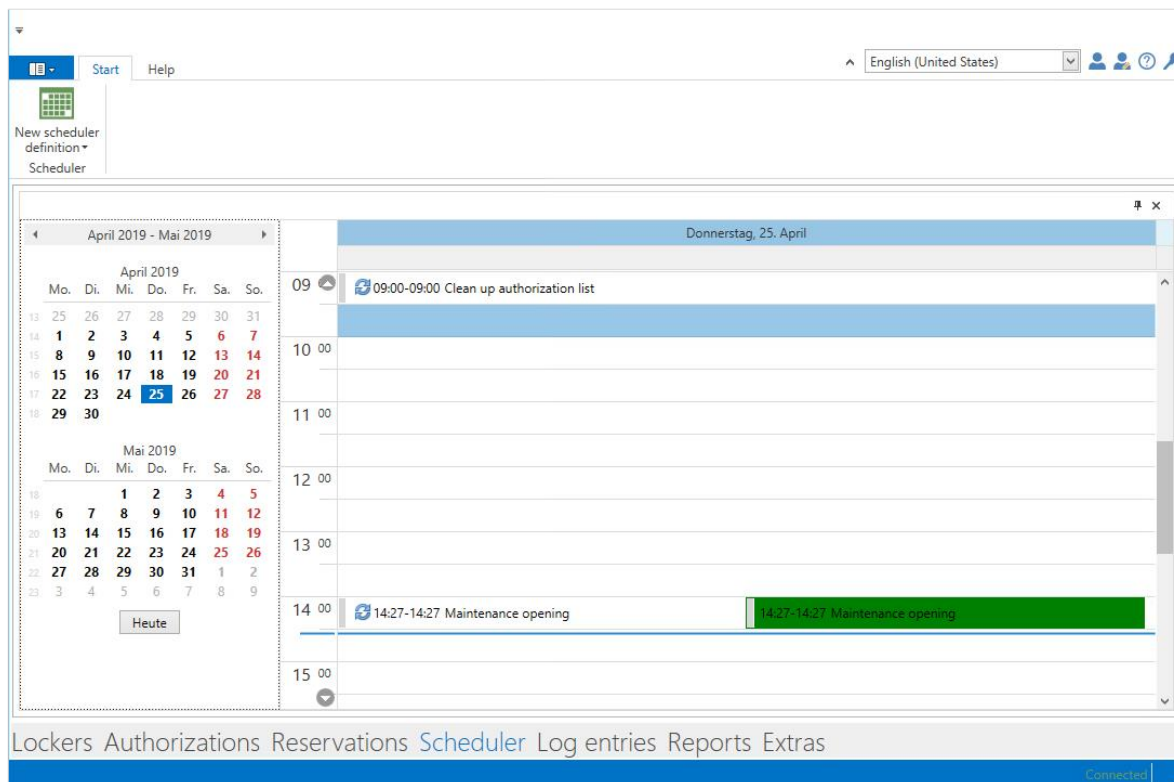 Start Help English (United States)
New scheduler
definition
Scheduler
April 2019 - Mai 2019
April 2019
Mo. Di. Mi. Do. Fr. Sa. So.
13 25 26 27 28 29 30 31
14 1 2 3 4 5 6 7
15 8 9 10 11 12 13 14
16 15 16 17 18 19 20 21
17 22 23 24 25 26 27 28
18 29 30
Mai 2019
Mo. Di. Mi. Do. Fr. Sa. So.
18 1 2 3 4 5
19 6 7 8 9 10 11 12
20 13 14 15 16 17 18 19
21 20 21 22 23 24 25 26
22 27 28 29 30 31 1 2
23 3 4 5 6 7 8 9
Heute
Donnerstag, 25. April
09 09:00-09:00 Clean up authorization list
10 00
11 00
12 00
13 00
14 00 14:27-14:27 Maintenance opening 14:27-14:27 Maintenance opening
15 00
Lockers Authorizations Reservations Scheduler Log entries Reports Extras
Connected